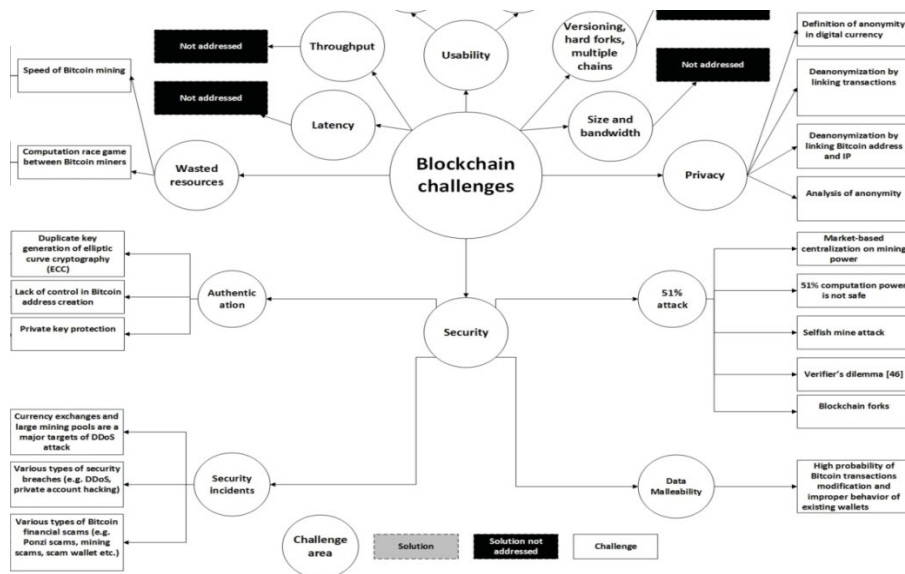 Not addressed
Throughput
Usability
Versioning,
hard forks,
multiple
chains
Not addressed
Definition of anonymity
in digital currency
Speed of Bitcoin mining
Not addressed
Latency
Size and
bandwidth
Deanonymization by
linking transactions
Computation race game
between Bitcoin miners
Wasted
resources
Blockchain
challenges
Privacy
Deanonymization by
linking Bitcoin address
and IP
Analysis of anonymity
Duplicate key
generation of elliptic
curve cryptography
(ECC)
Lack of control in Bitcoin
address creation
Private key protection
Authentic
ation
Security
51%
attack
Market-based
centralization on mining
power
51% computation power
is not safe
Selfish mine attack
Verifier's dilemma [46]
Blockchain forks
Currency exchanges and
large mining pools are a
major targets of DDoS
attack
Various types of security
breaches (e.g. DDoS,
private account hacking)
Various types of Bitcoin
financial scams (e.g.
Ponzi scams, mining
scams, scam wallet etc.)
Security
incidents
Data
Malleability
High probability of
Bitcoin transactions
modification and
improper behavior of
existing wallets
Challenge
area
Solution
Solution not
addressed
Challenge